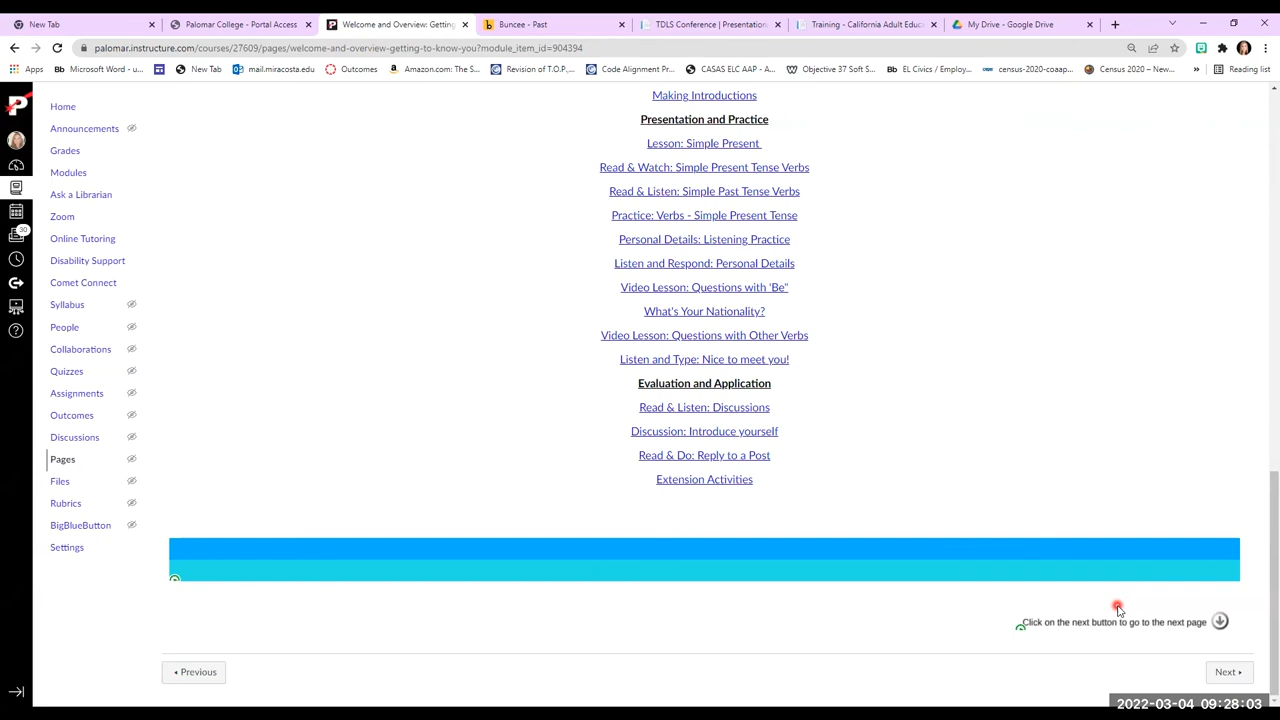 New Tab
Palomar College - Portal Access
Welcome and Overview: Getting
Buncee - Past
TDLS Conference | Presentation
Training - California Adult Educ
My Drive - Google Drive
palomar.instructure.com/courses/27609/pages/welcome-and-overview-getting-to-know-you?module_item_id=904394
Apps
Bb Microsoft Word - u...
New Tab
mail.miracosta.edu
Outcomes
Amazon.com: The S...
Revision of T.O.P,...
Code Alignment Pr...
CASAS, ELC AAP - A...
Objective 37 Soft S...
Bb EL Civics / Employ...
census-2020-coaap...
Census 2020 – New...
»
Reading list
Home
Announcements
Grades
Modules
Ask a Librarian
Zoom
Online Tutoring
30
Disability Support
Comet Connect
Syllabus
People
Collaborations
Quizzes
Assignments
Outcomes
Discussions
Pages
Files
Rubrics
BigBlueButton
Settings
Making Introductions
Presentation and Practice
Lesson: Simple Present
Read & Watch: Simple Present Tense Verbs
Read & Listen: Simple Past Tense Verbs
Practice: Verbs - Simple Present Tense
Personal Details: Listening Practice
Listen and Respond: Personal Details
Video Lesson: Questions with 'Be"
What's Your Nationality?
Video Lesson: Questions with Other Verbs
Listen and Type: Nice to meet you!
Evaluation and Application
Read & Listen: Discussions
Discussion: Introduce yourself
Read & Do: Reply to a Post
Extension Activities
Click on the next button to go to the next page
Previous
Next
2022-03-04 09:28:03